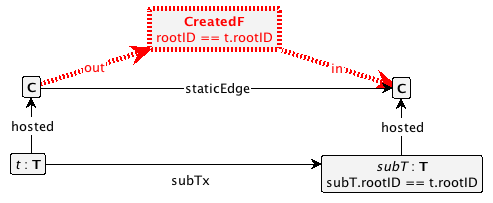 CreatedF
rootID == t.rootID
out
in
C
staticEdge
C
hosted
hosted
t : T
subTx
subT : T
subT.rootID == t.rootID